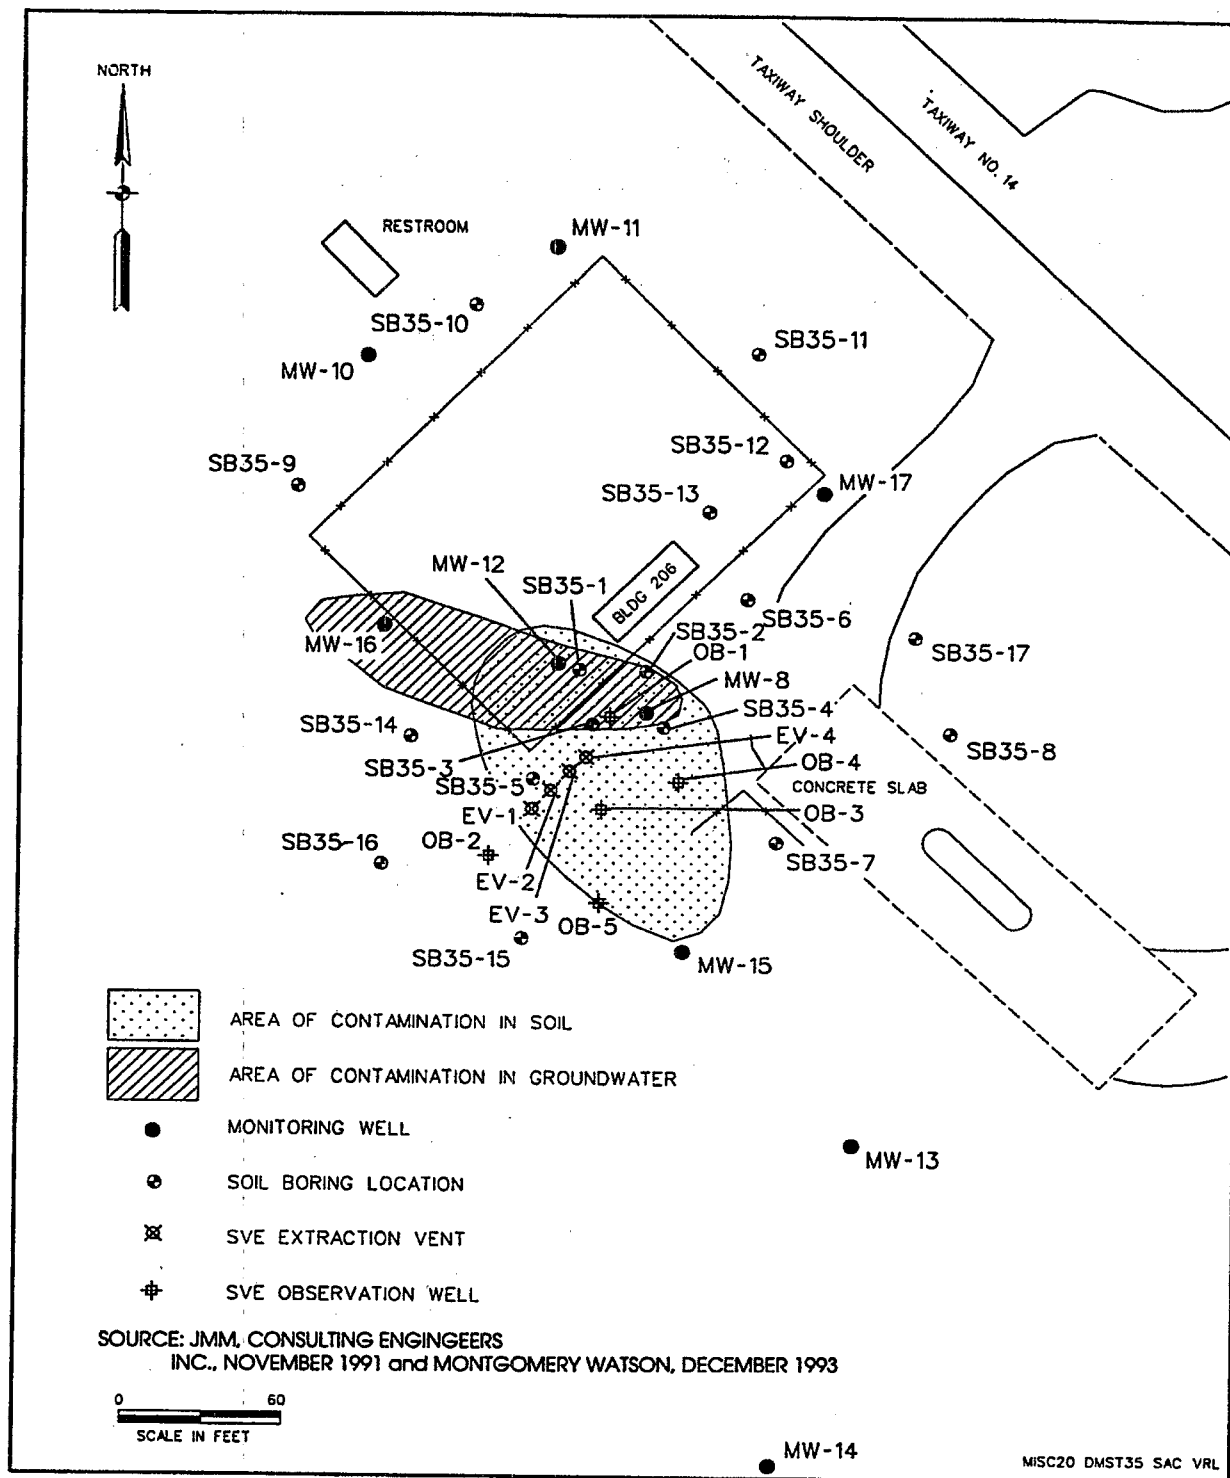 NORTH
TAXIWAY SHOULDER
TAXIWAY NO. 14
RESTROOM
MW-11
SB35-10
SB35-11
MW-10
SB35-12
SB35-9
MW-17
SB35-13
MW-12
SB35-1
BLDG 206
SB35-2
SB35-6
MW-16
OB-1
SB35-17
MW-8
SB35-4
SB35-14
EV-4
SB35-8
SB35-3
OB-4
SB35-5
CONCRETE SLAB
EV-1
OB-3
OB-2
SB35-16
SB35-7
EV-2
EV-3
OB-5
SB35-15
MW-15
AREA OF CONTAMINATION IN SOIL
AREA OF CONTAMINATION IN GROUNDWATER
MONITORING WELL
MW-13
SOIL BORING LOCATION
SVE EXTRACTION VENT
SVE OBSERVATION WELL
SOURCE: JMM, CONSULTING ENGINGEERS
INC., NOVEMBER 1991 and MONTGOMERY WATSON, DECEMBER 1993
0 60
SCALE IN FEET
MW-14
MISC20 DMST35 SAC VRL